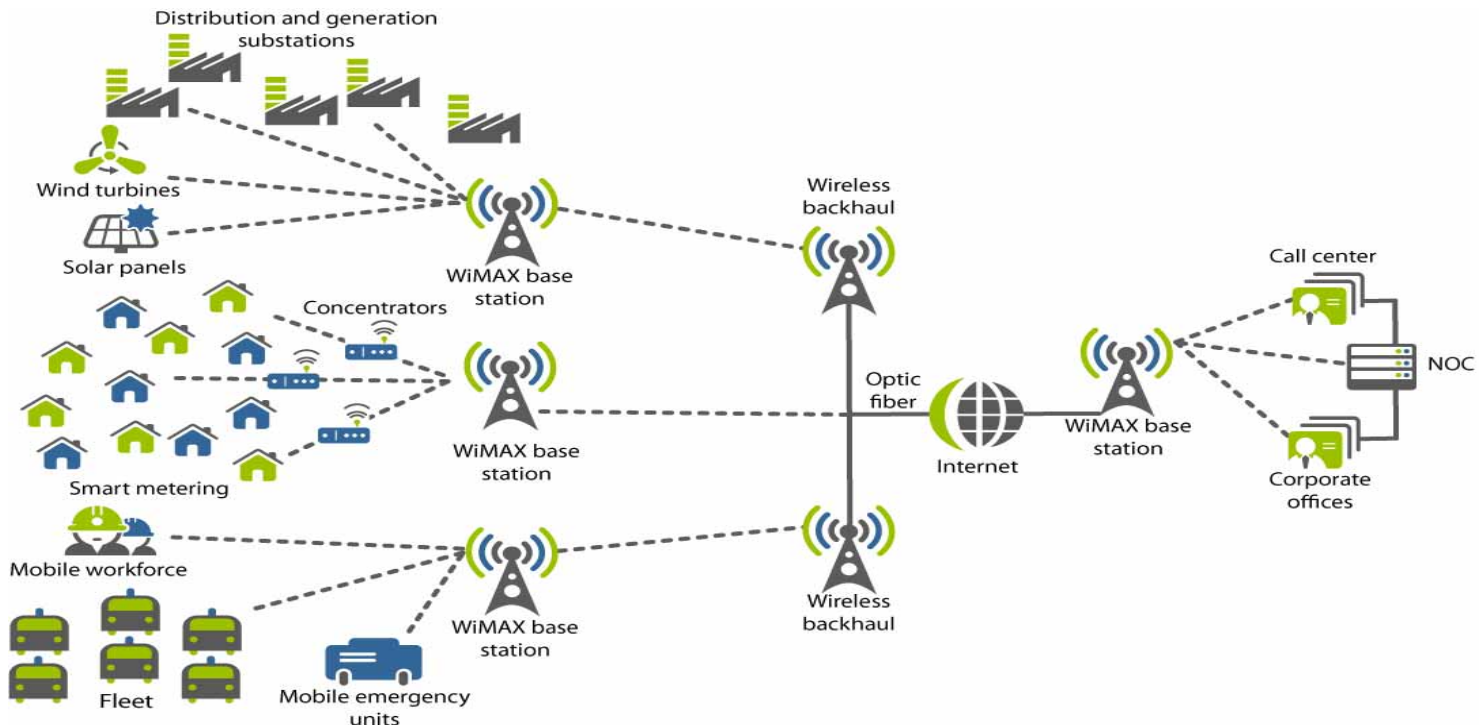 Distribution and generation
substations
Wind turbines
Solar panels
WiMAX base
station
Wireless
backhaul
Concentrators
Smart metering
WiMAX base
station
Optic
fiber
Internet
WiMAX base
station
Call center
NOC
Corporate
offices
Mobile workforce
Fleet
Mobile emergency
units
WiMAX base
station
Wireless
backhaul